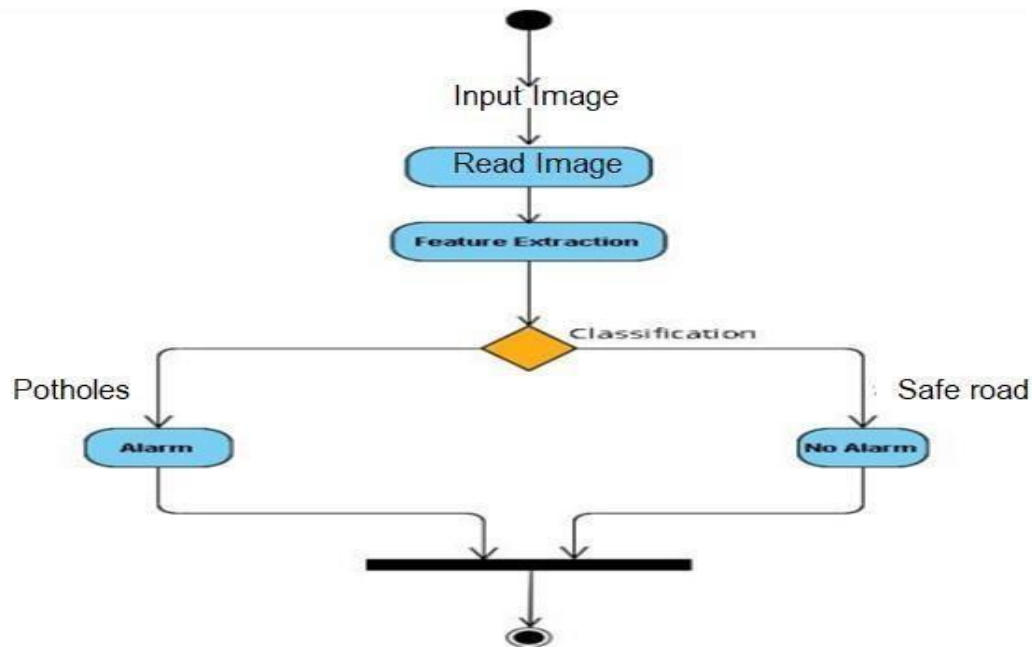 Input Image
Read Image
Feature Extraction
Classification
Potholes
Safe road
Alarm
No Alarm